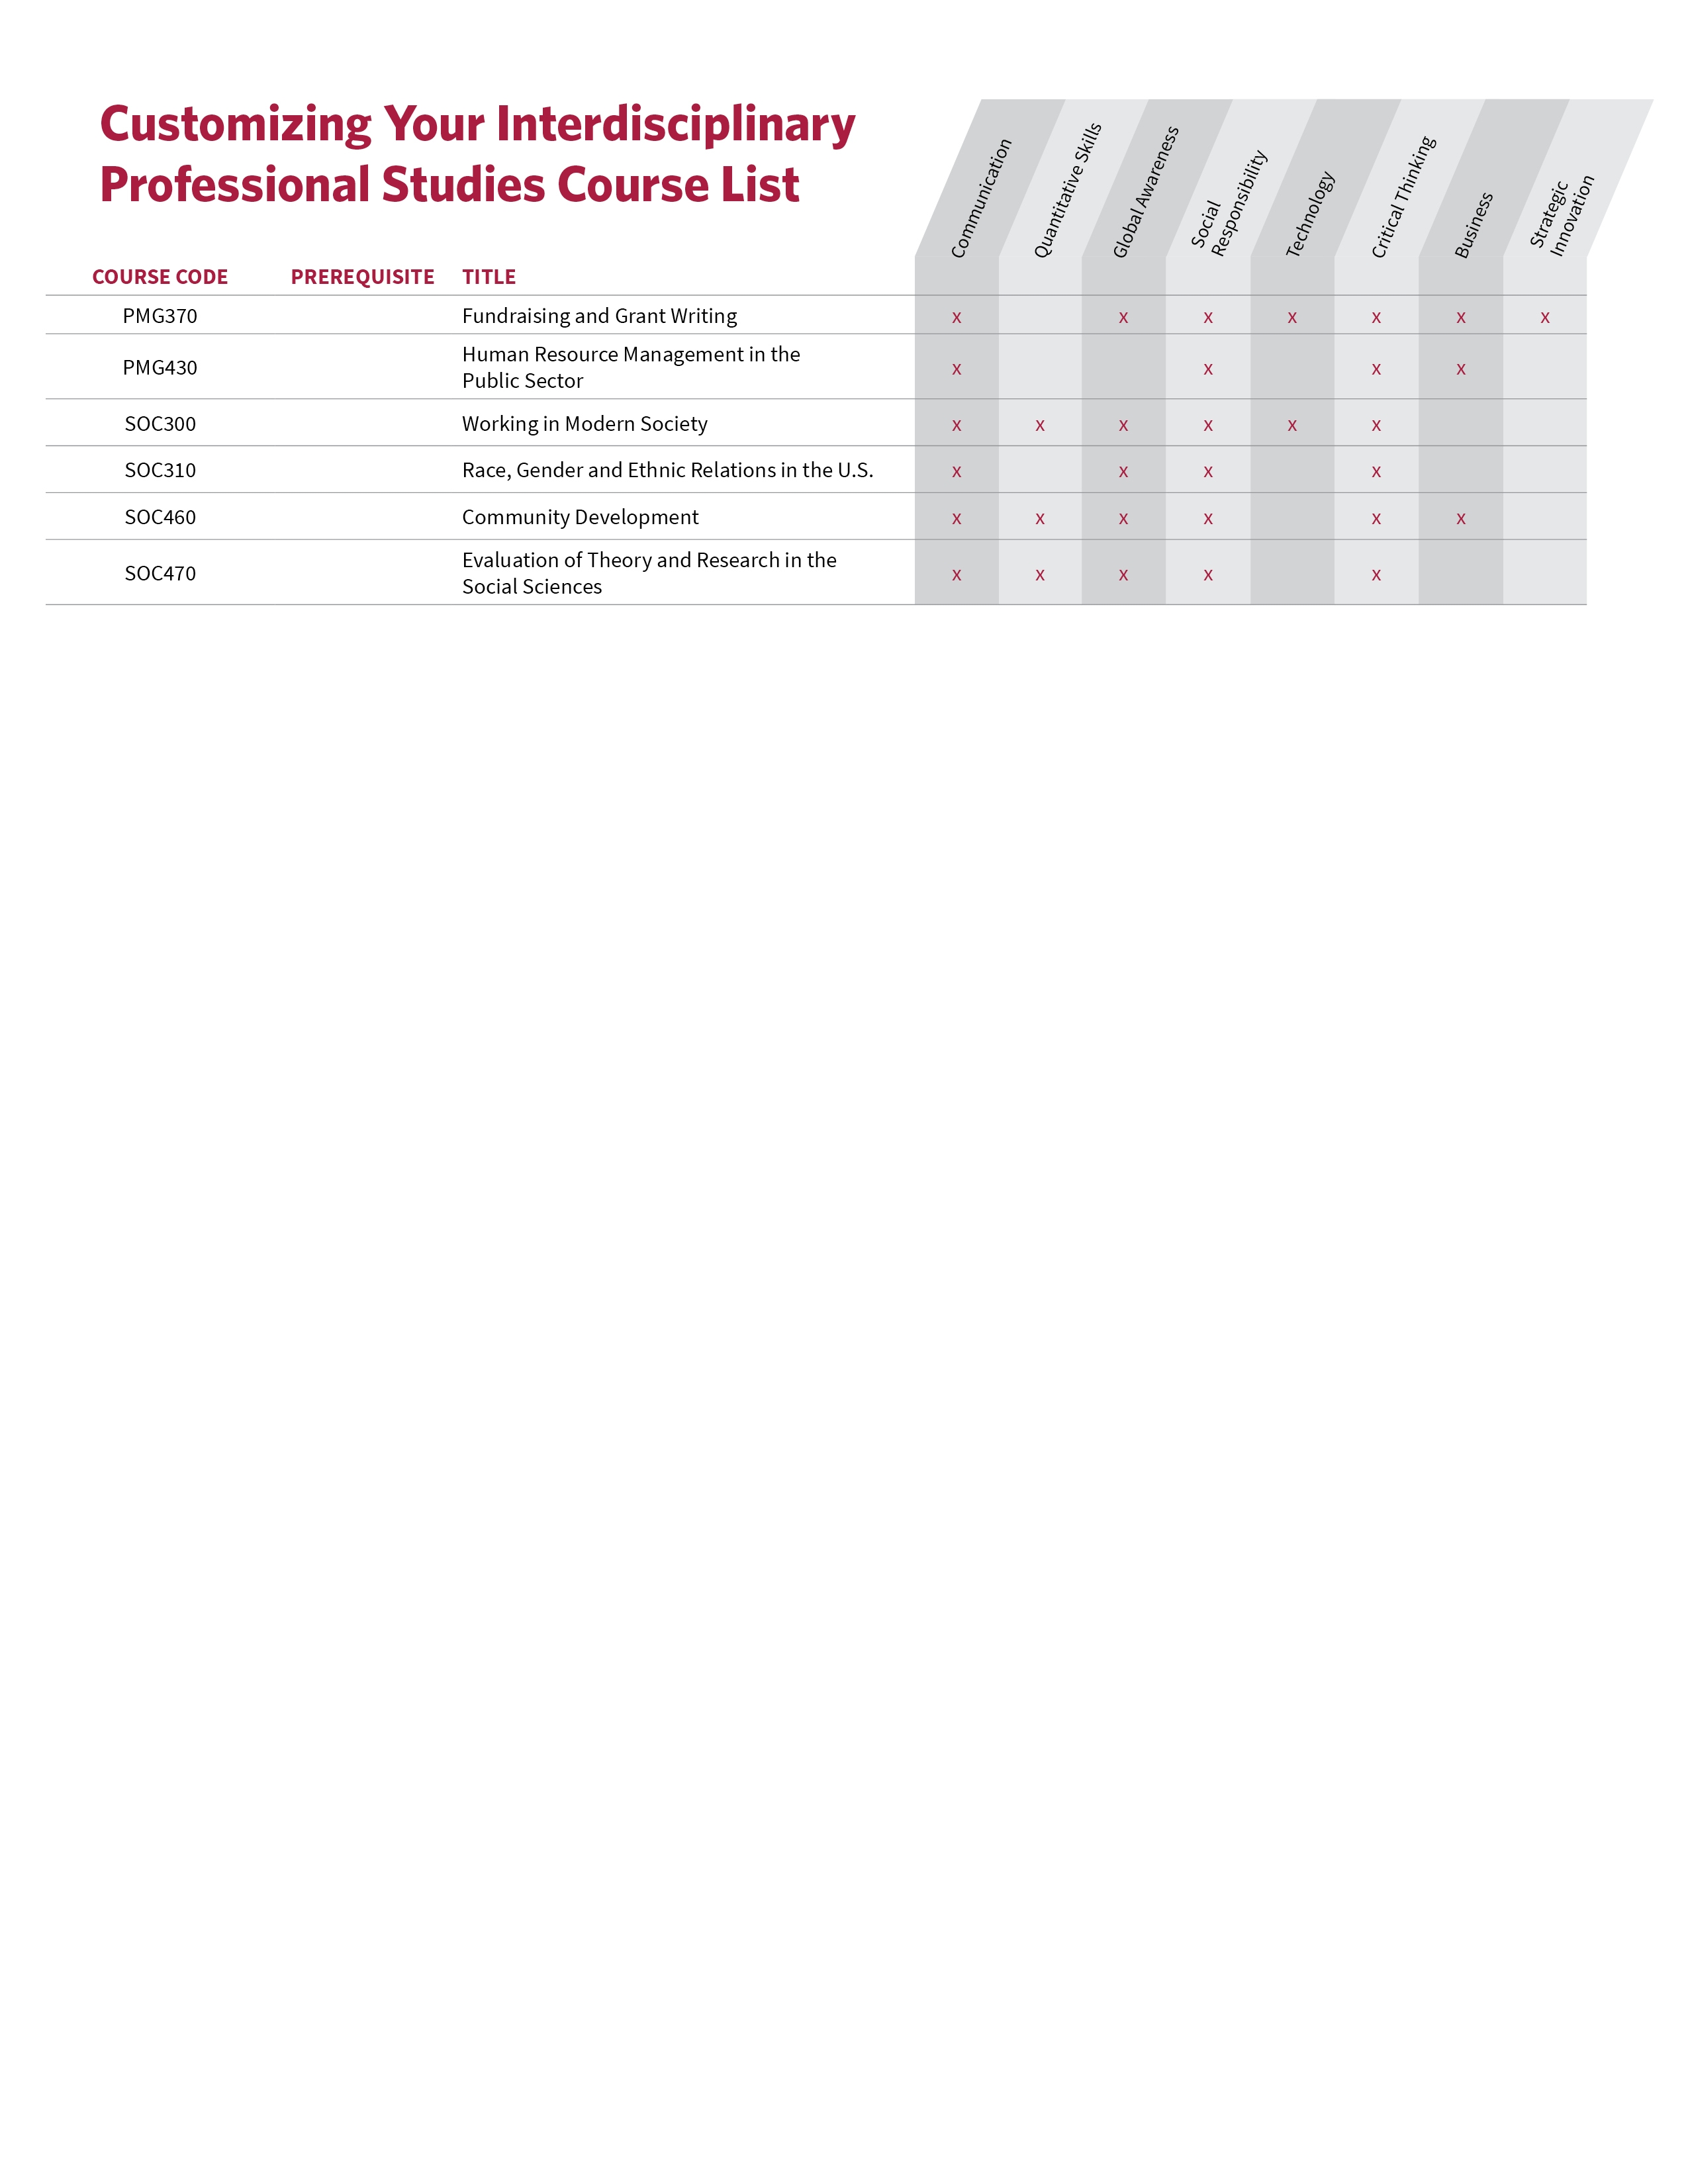 Customizing Your Interdisciplinary
Professional Studies Course List
Communication
Quantitative Skills
Global Awareness
Social
Responsibility
Technology
Critical Thinking
Business
Strategic
Innovation
COURSE CODE PREREQUISITE TITLE
PMG370 Fundraising and Grant Writing x x x x x x x
PMG430 Human Resource Management in the
Public Sector x x x x
SOC300 Working in Modern Society x x x x x x
SOC310 Race, Gender and Ethnic Relations in the U.S. x x x x
SOC460 Community Development x x x x x x
SOC470 Evaluation of Theory and Research in the
Social Sciences x x x x x